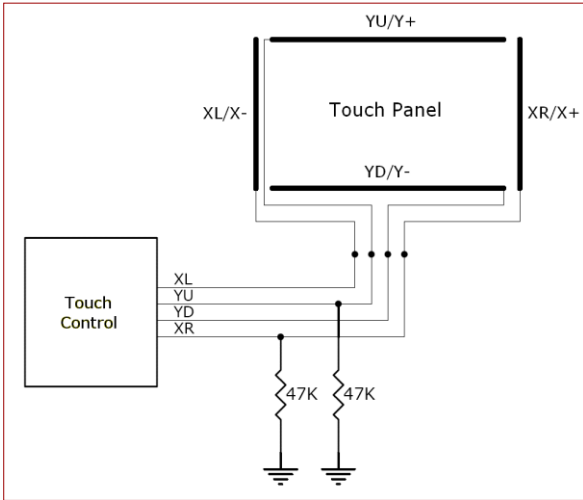 YU/Y+
XL/X-
Touch Panel
XR/X+
YD/Y-
Touch
Control
XL
YU
YD
XR
47K
47K